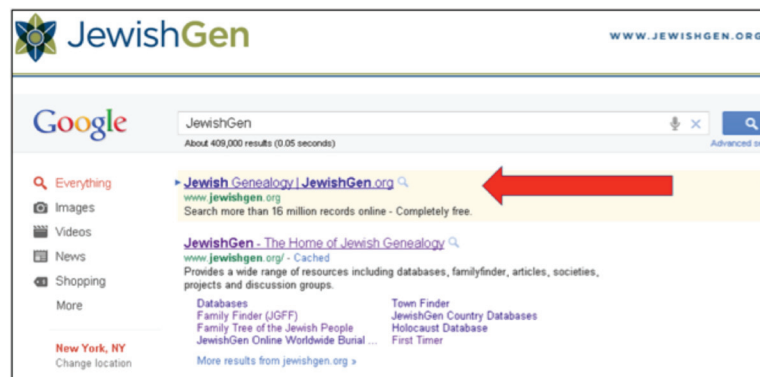 JewishGen
WWW.JEWISHGEN.ORG
Google
JewishGen
About 409,000 results (0.05 seconds)
Advanced
Everything
Images
Videos
News
Shopping
More
New York, NY
Change location
Jewish Genealogy | JewishGen.org
www.jewishgen.org
Search more than 16 million records online - Completely free.
JewishGen - The Home of Jewish Genealogy
www.jewishgen.org/ - Cached
Provides a wide range of resources including databases, familyfinder, articles, societies,
projects and discussion groups.
Databases
Family Finder (JGFF)
Family Tree of the Jewish People
JewishGen Online Worldwide Burial ...
Town Finder
JewishGen Country Databases
Holocaust Database
First Timer
More results from jewishgen.org »